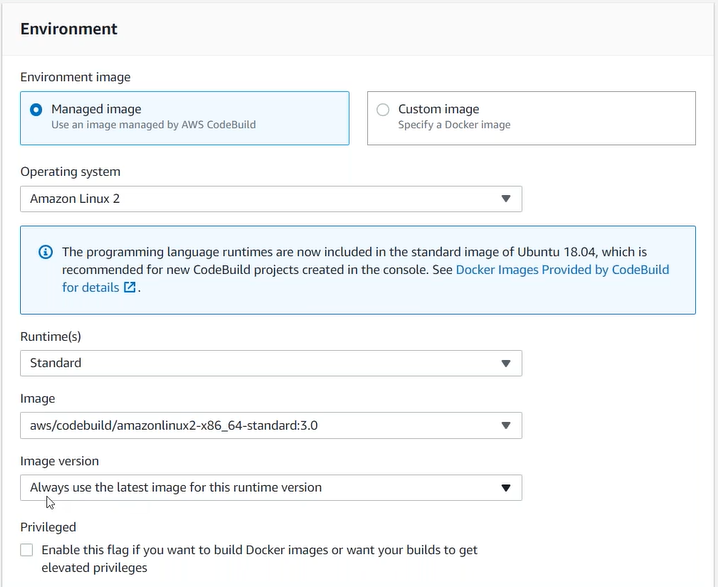 Environment
Environment image
Managed image
Use an image managed by AWS CodeBuild
Custom image
Specify a Docker image
Operating system
Amazon Linux 2
The programming language runtimes are now included in the standard image of Ubuntu 18.04, which is
recommended for new CodeBuild projects created in the console. See Docker Images Provided by CodeBuild
for details .
Runtime(s)
Standard
Image
aws/codebuild/amazonlinux2-x86_64-standard:3.0
Image version
Always use the latest image for this runtime version
Privileged
Enable this flag if you want to build Docker images or want your builds to get
elevated privileges